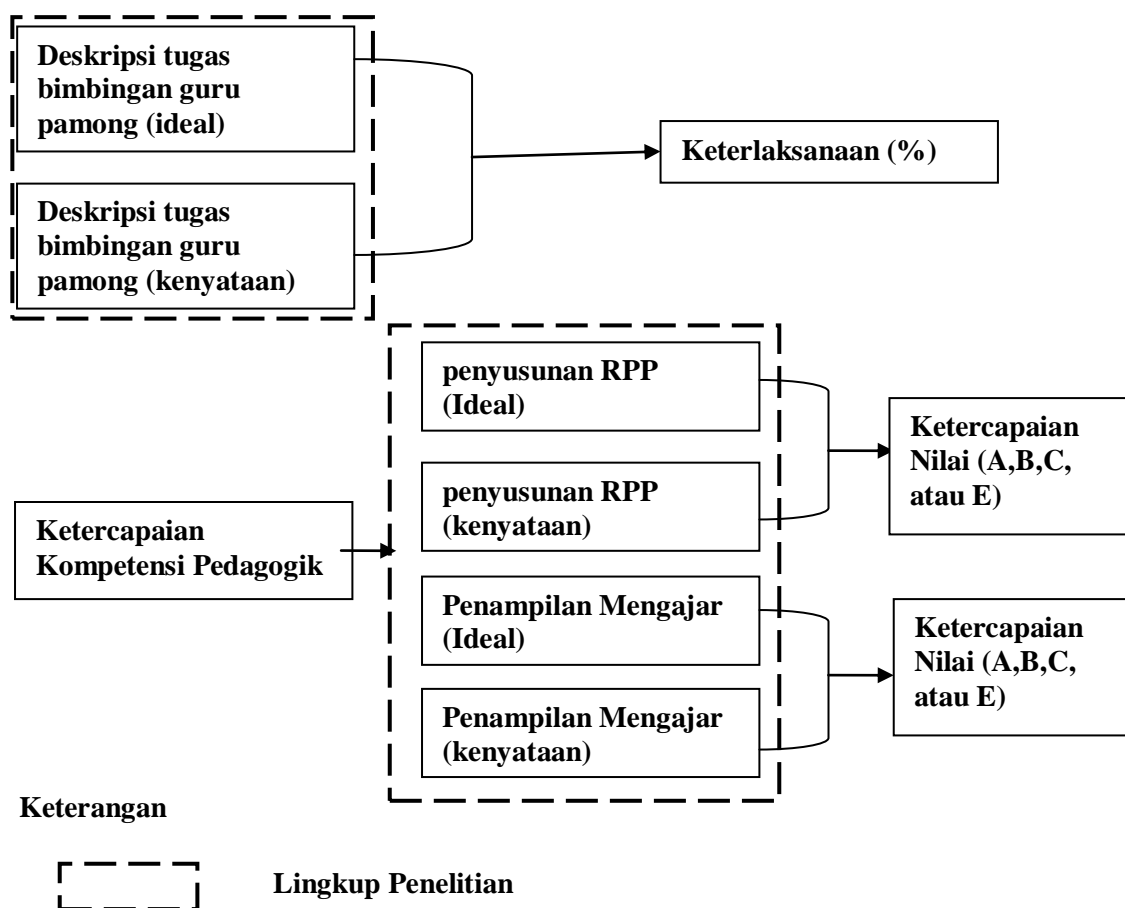 Deskripsi tugas
bimbingan guru
pamong (ideal)
Keterlaksanaan (%)
Deskripsi tugas
bimbingan guru
pamong (kenyataan)
penyusunan RPP
(Ideal)
Ketercapaian
Nilai (A,B,C,
atau E)
penyusunan RPP
(kenyataan)
Ketercapaian
Kompetensi Pedagogik
Penampilan Mengajar
(Ideal)
Ketercapaian
Nilai (A,B,C,
atau E)
Penampilan Mengajar
(kenyataan)
Keterangan
Lingkup Penelitian